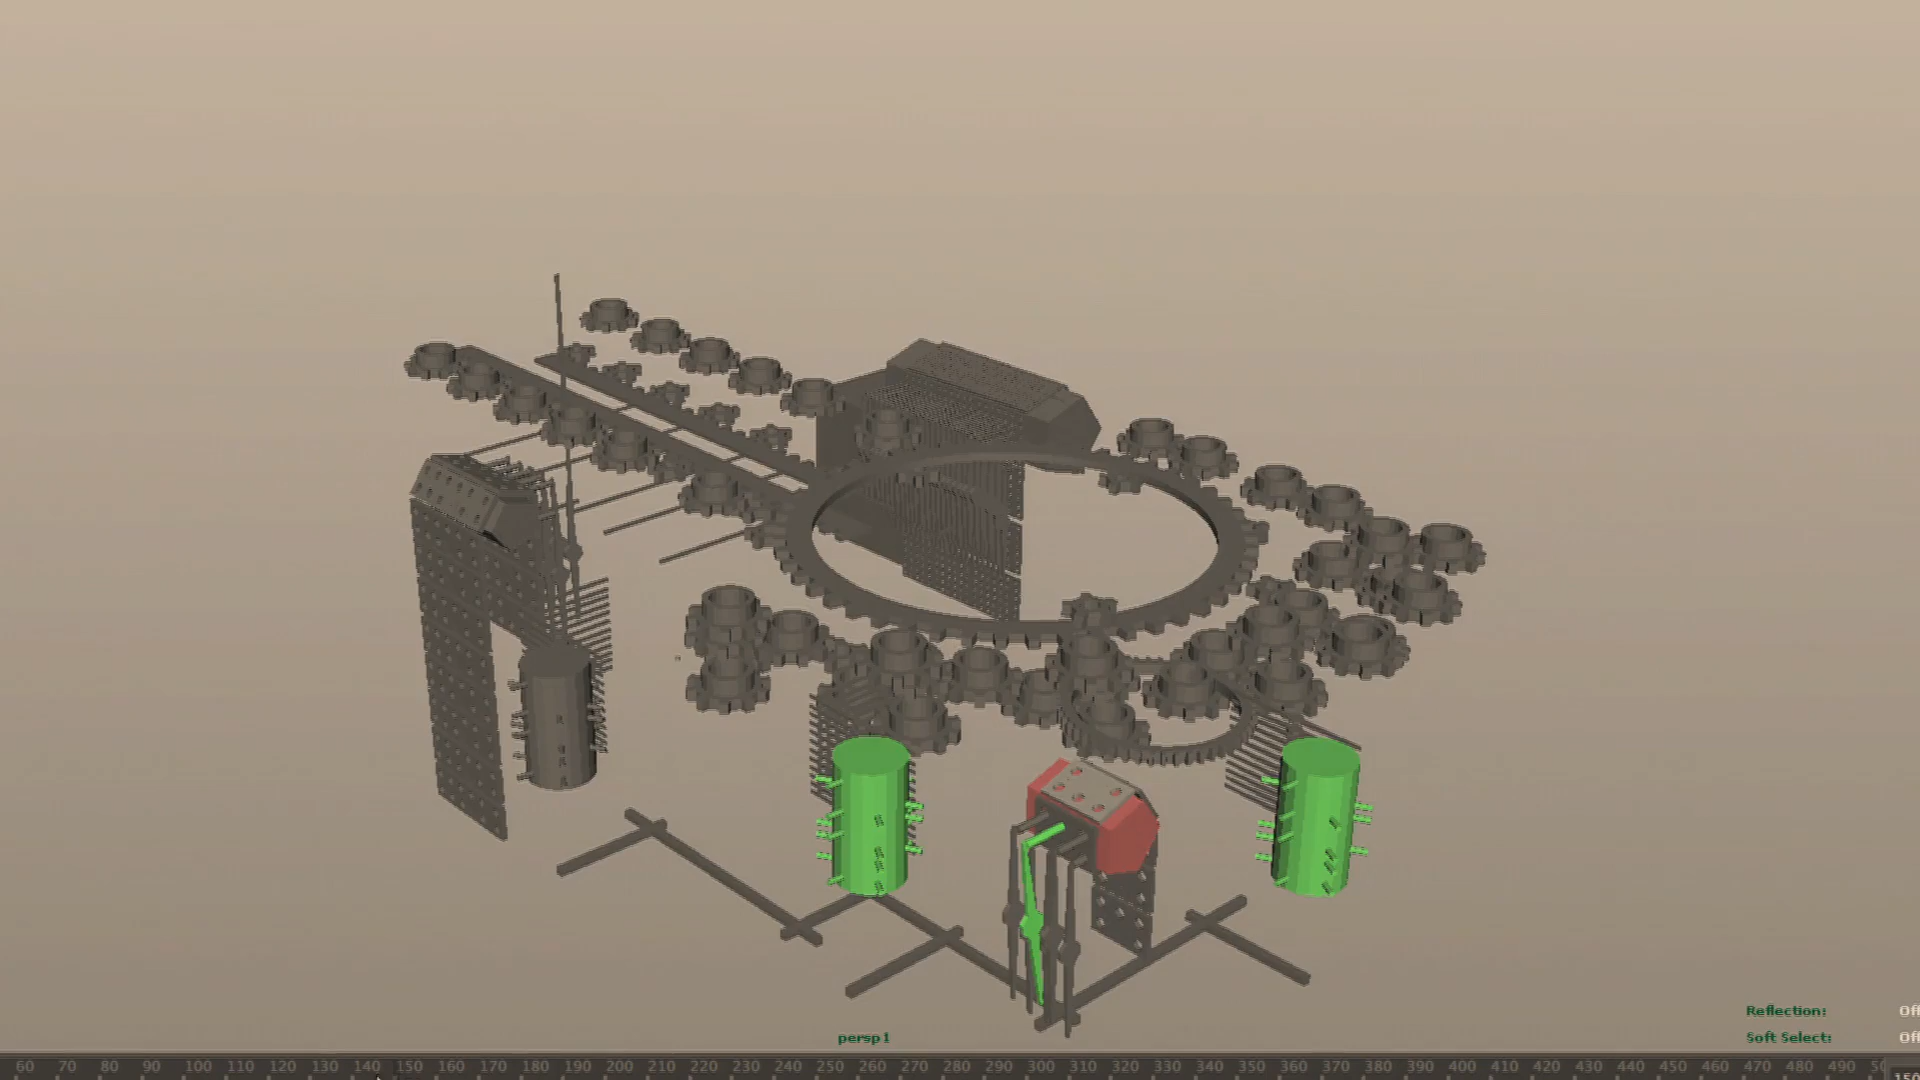 Reflection: Off
persp1 Soft Select: Off
60 70 80 90 100 110 120 130 140 150 160 170 180 190 200 210 220 230 240 250 260 270 280 290 300 310 320 330 340 350 360 370 380 390 400 410 420 430 440 450 460 470 480 490